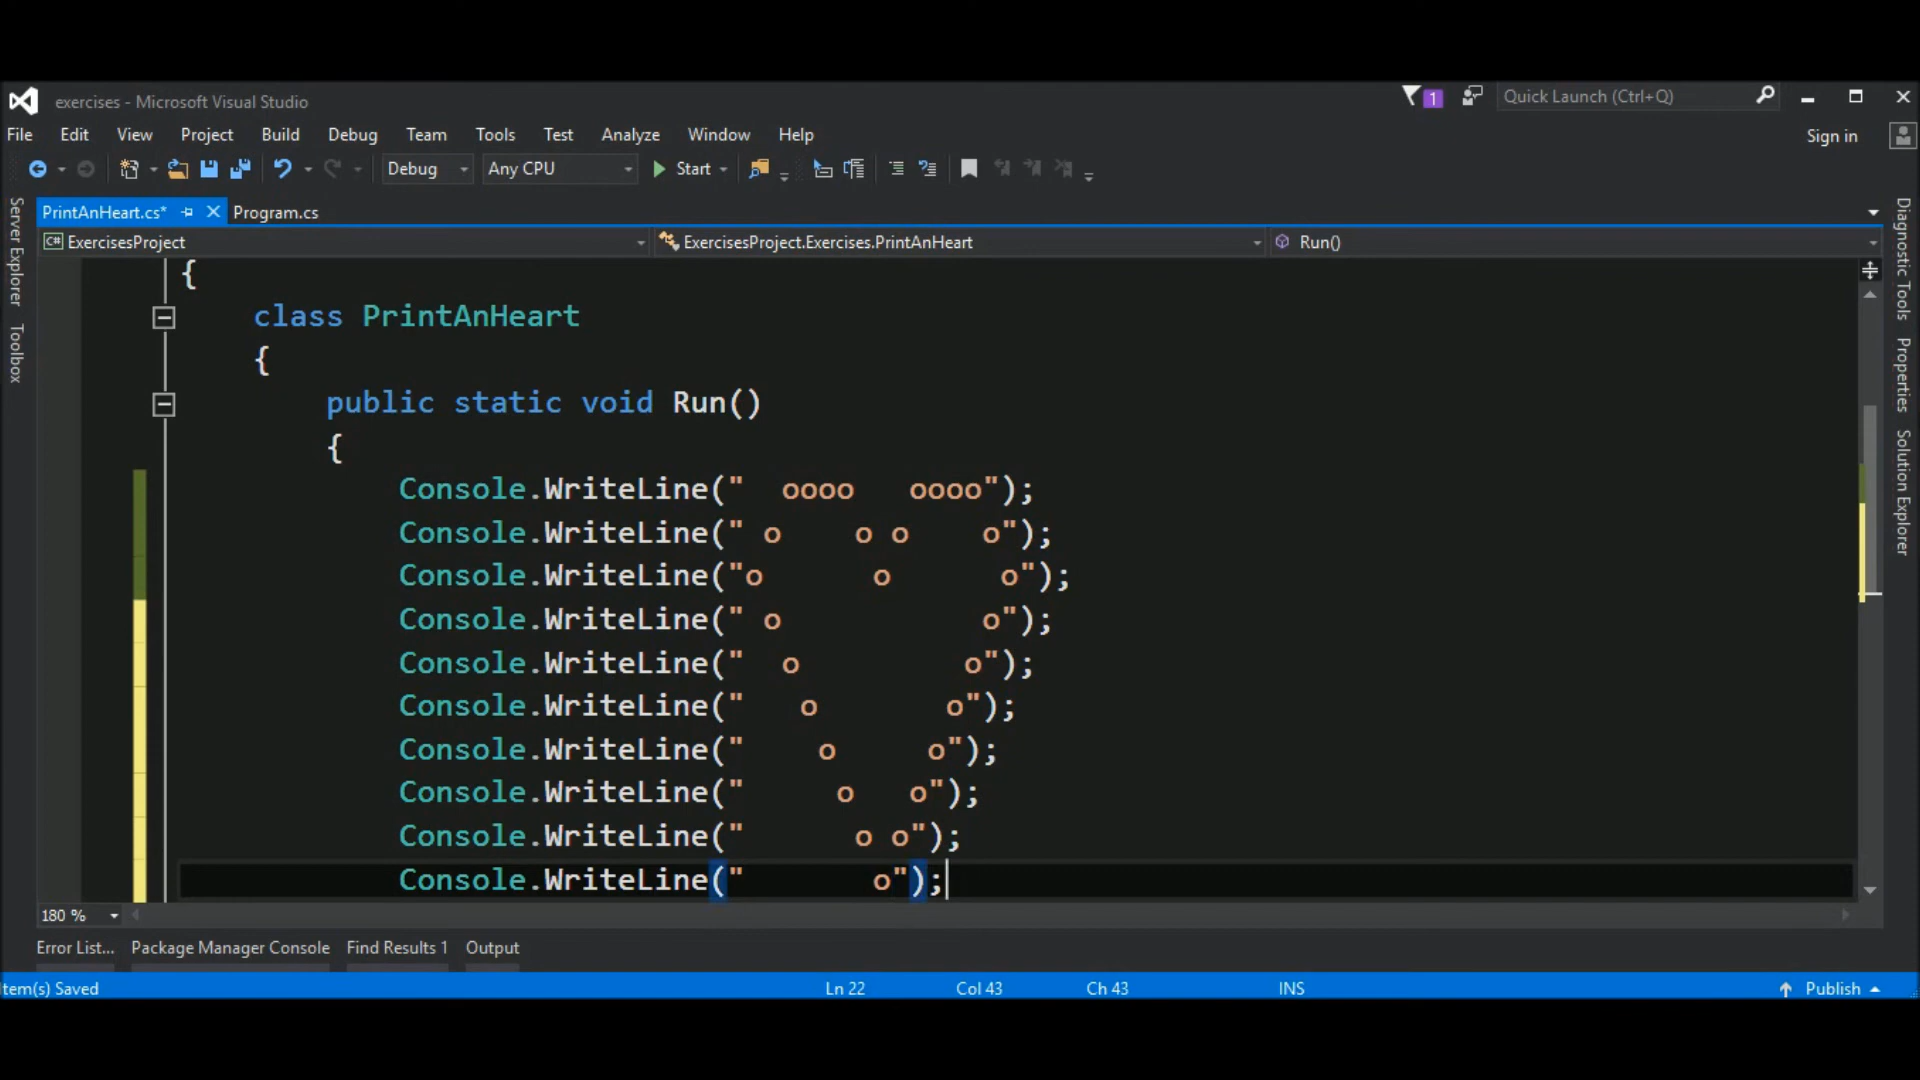 exercises - Microsoft Visual Studio
1
Quick Launch (Ctrl+Q)
File Edit View Project Build Debug Team Tools Test Analyze Window Help
Sign in
Debug Any CPU Start
PrintAnHeart.cs* Program.cs
C# ExercisesProject ExercisesProject.Exercises.PrintAnHeart Run()
Server Explorer
Toolbox
Diagnostic Tools
Properties
Solution Explorer
{
    class PrintAnHeart
    {
        public static void Run()
        {
            Console.WriteLine("  oooo   oooo");
            Console.WriteLine(" o    o o    o");
            Console.WriteLine("o      o      o");
            Console.WriteLine(" o           o");
            Console.WriteLine("  o         o");
            Console.WriteLine("   o       o");
            Console.WriteLine("    o     o");
            Console.WriteLine("     o   o");
            Console.WriteLine("      o o");
            Console.WriteLine("       o");
180 %
Error List... Package Manager Console Find Results 1 Output
tem(s) Saved Ln 22 Col 43 Ch 43 INS Publish